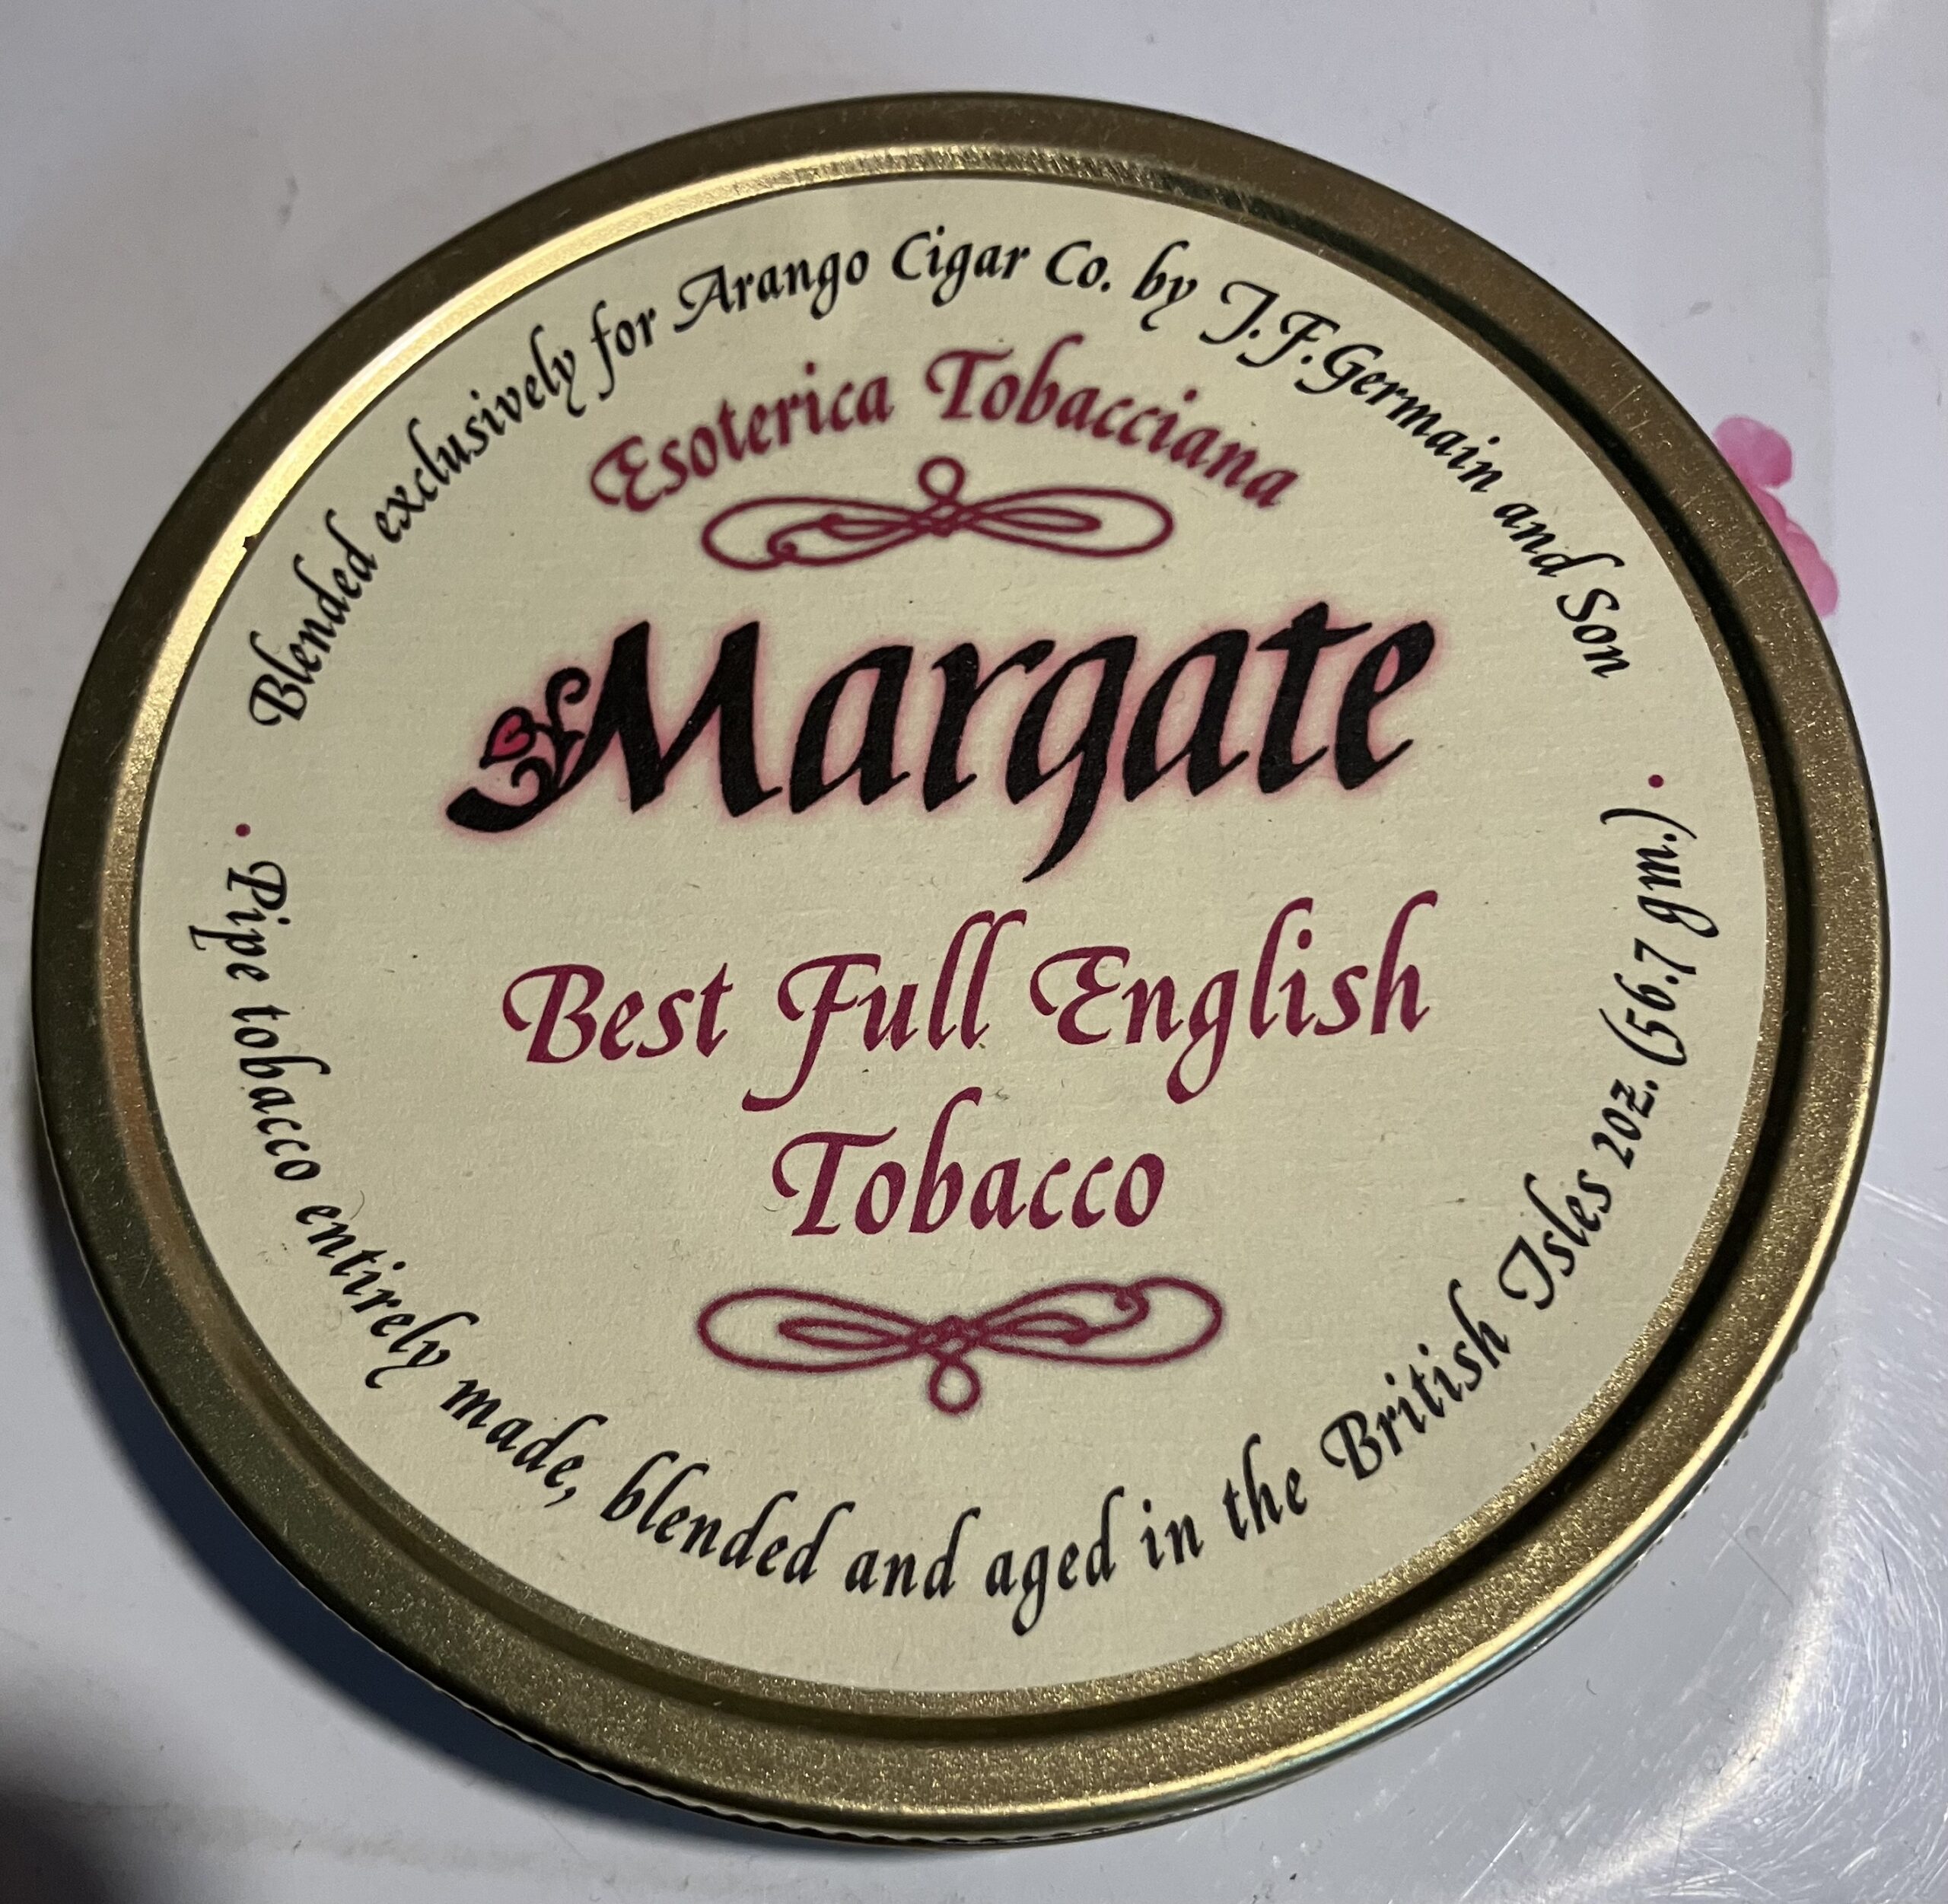 Blended exclusively for Arango Cigar Co. by J.F.Germain and Son
Esoterica Tobacciana
Margate
Best Full English
Tobacco
Pipe tobacco entirely made, blended and aged in the British Isles 2oz. (56.7 gm.)